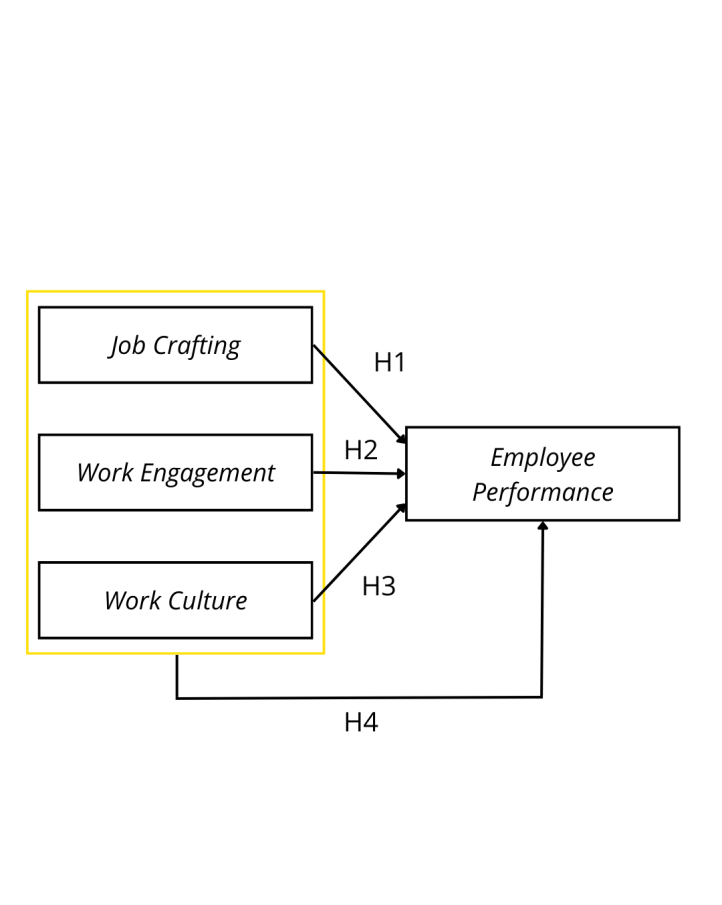 Job Crafting
H1
H2
Work Engagement
Employee
Performance
Work Culture
H3
H4